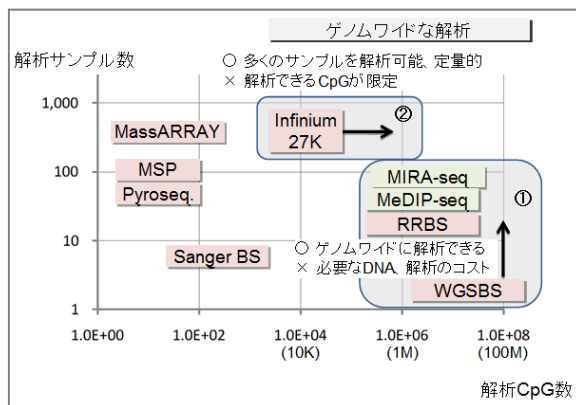 ゲノムワイドな解析
解析サンプル数
○ 多くのサンプルを解析可能、定量的
× 解析できるCpGが限定
1,000
100
10
1
②
Infinium
27K
MassARRAY
MSP
Pyroseq.
Sanger BS
①
MIRA-seq
MeDIP-seq
RRBS
○ ゲノムワイドに解析できる
× 必要なDNA、解析のコスト
WGSBS
1.0E+00
1.0E+02
1.0E+04
(10K)
1.0E+06
(1M)
1.0E+08
(100M)
解析CpG数